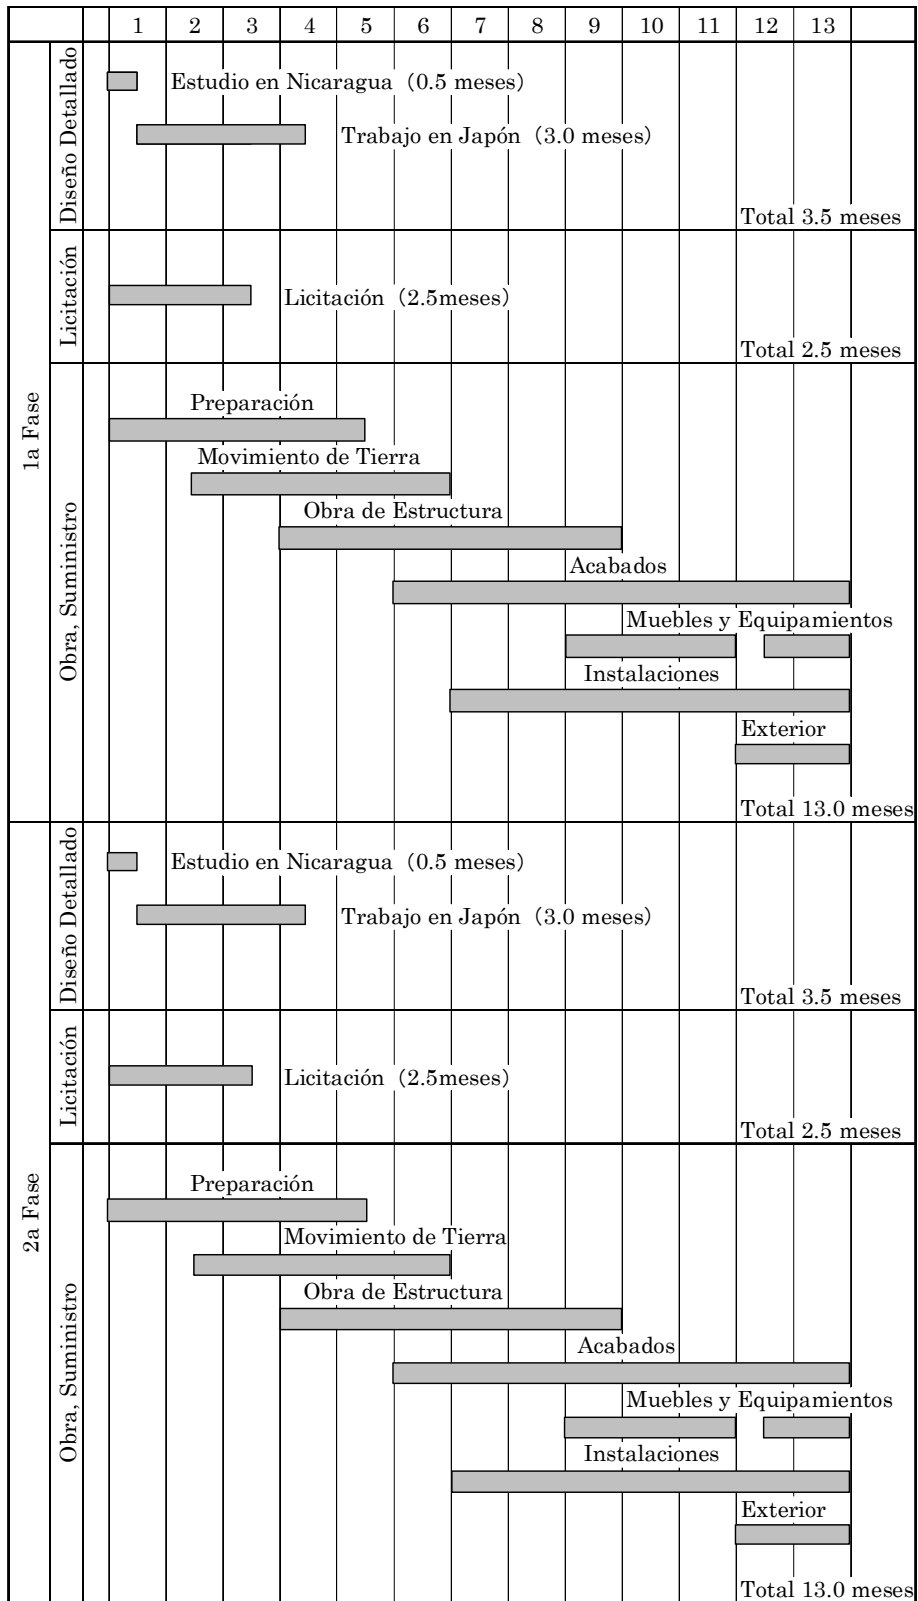 1 2 3 4 5 6 7 8 9 10 11 12 13
1a Fase
Diseño Detallado
Estudio en Nicaragua (0.5 meses)
Trabajo en Japón (3.0 meses)
Total 3.5 meses
Licitación
Licitación (2.5meses)
Total 2.5 meses
Obra, Suministro
Preparación
Movimiento de Tierra
Obra de Estructura
Acabados
Muebles y Equipamientos
Instalaciones
Exterior
Total 13.0 meses
2a Fase
Diseño Detallado
Estudio en Nicaragua (0.5 meses)
Trabajo en Japón (3.0 meses)
Total 3.5 meses
Licitación
Licitación (2.5meses)
Total 2.5 meses
Obra, Suministro
Preparación
Movimiento de Tierra
Obra de Estructura
Acabados
Muebles y Equipamientos
Instalaciones
Exterior
Total 13.0 meses